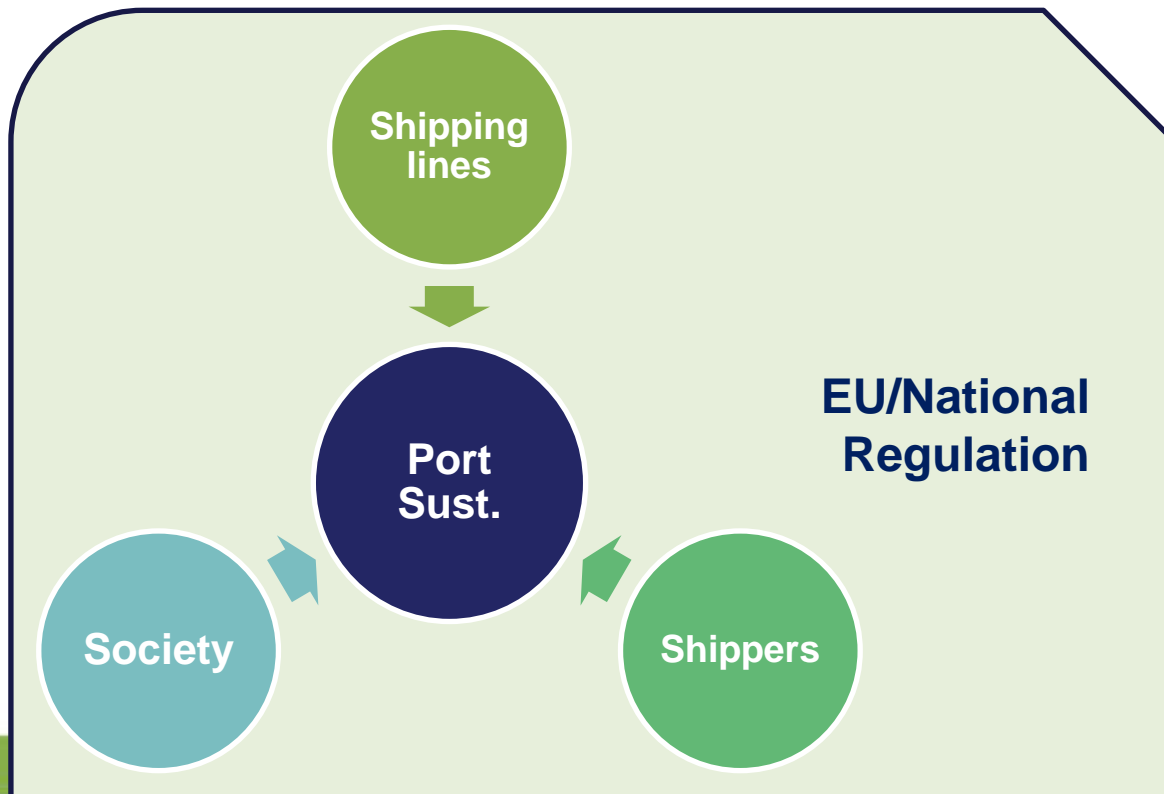 Shipping
lines
Port
Sust.
EU/National
Regulation
Society
Shippers